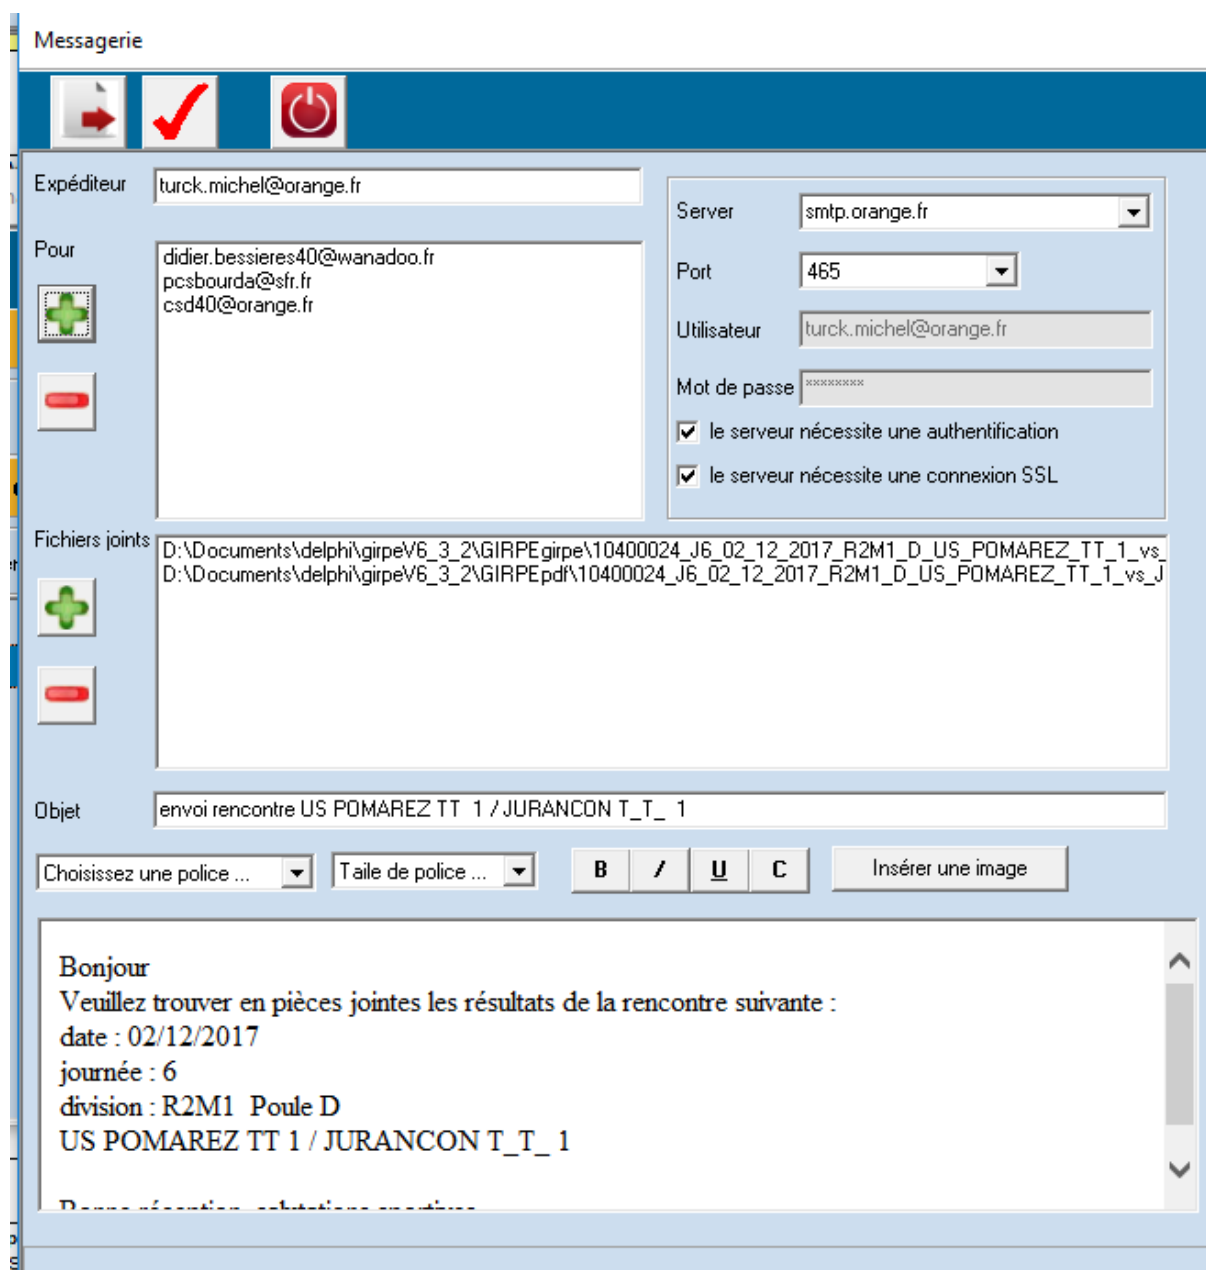 Messagerie
Expéditeur
turck.michel@orange.fr
Pour
didier.bessieres40@wanadoo.fr
pcsbourda@sfr.fr
csd40@orange.fr
Server
smtp.orange.fr
Port
465
Utilisateur
turck.michel@orange.fr
Mot de passe
********
le serveur nécessite une authentification
le serveur nécessite une connexion SSL
Fichiers joints
D:\Documents\delphi\girpeV6_3_2\GIRPEgirpe\10400024_J6_02_12_2017_R2M1_D_US_POMAREZ_TT_1_vs_
D:\Documents\delphi\girpeV6_3_2\GIRPEpdf\10400024_J6_02_12_2017_R2M1_D_US_POMAREZ_TT_1_vs_J
Objet
envoi rencontre US POMAREZ TT  1 / JURANCON T_T_  1
Choisissez une police ...
Taile de police ...
B
I
U
C
Insérer une image
Bonjour
Veuillez trouver en pièces jointes les résultats de la rencontre suivante :
date : 02/12/2017
journée : 6
division : R2M1  Poule D
US POMAREZ TT 1 / JURANCON T_T_ 1
Bonne réception, salutations sportives